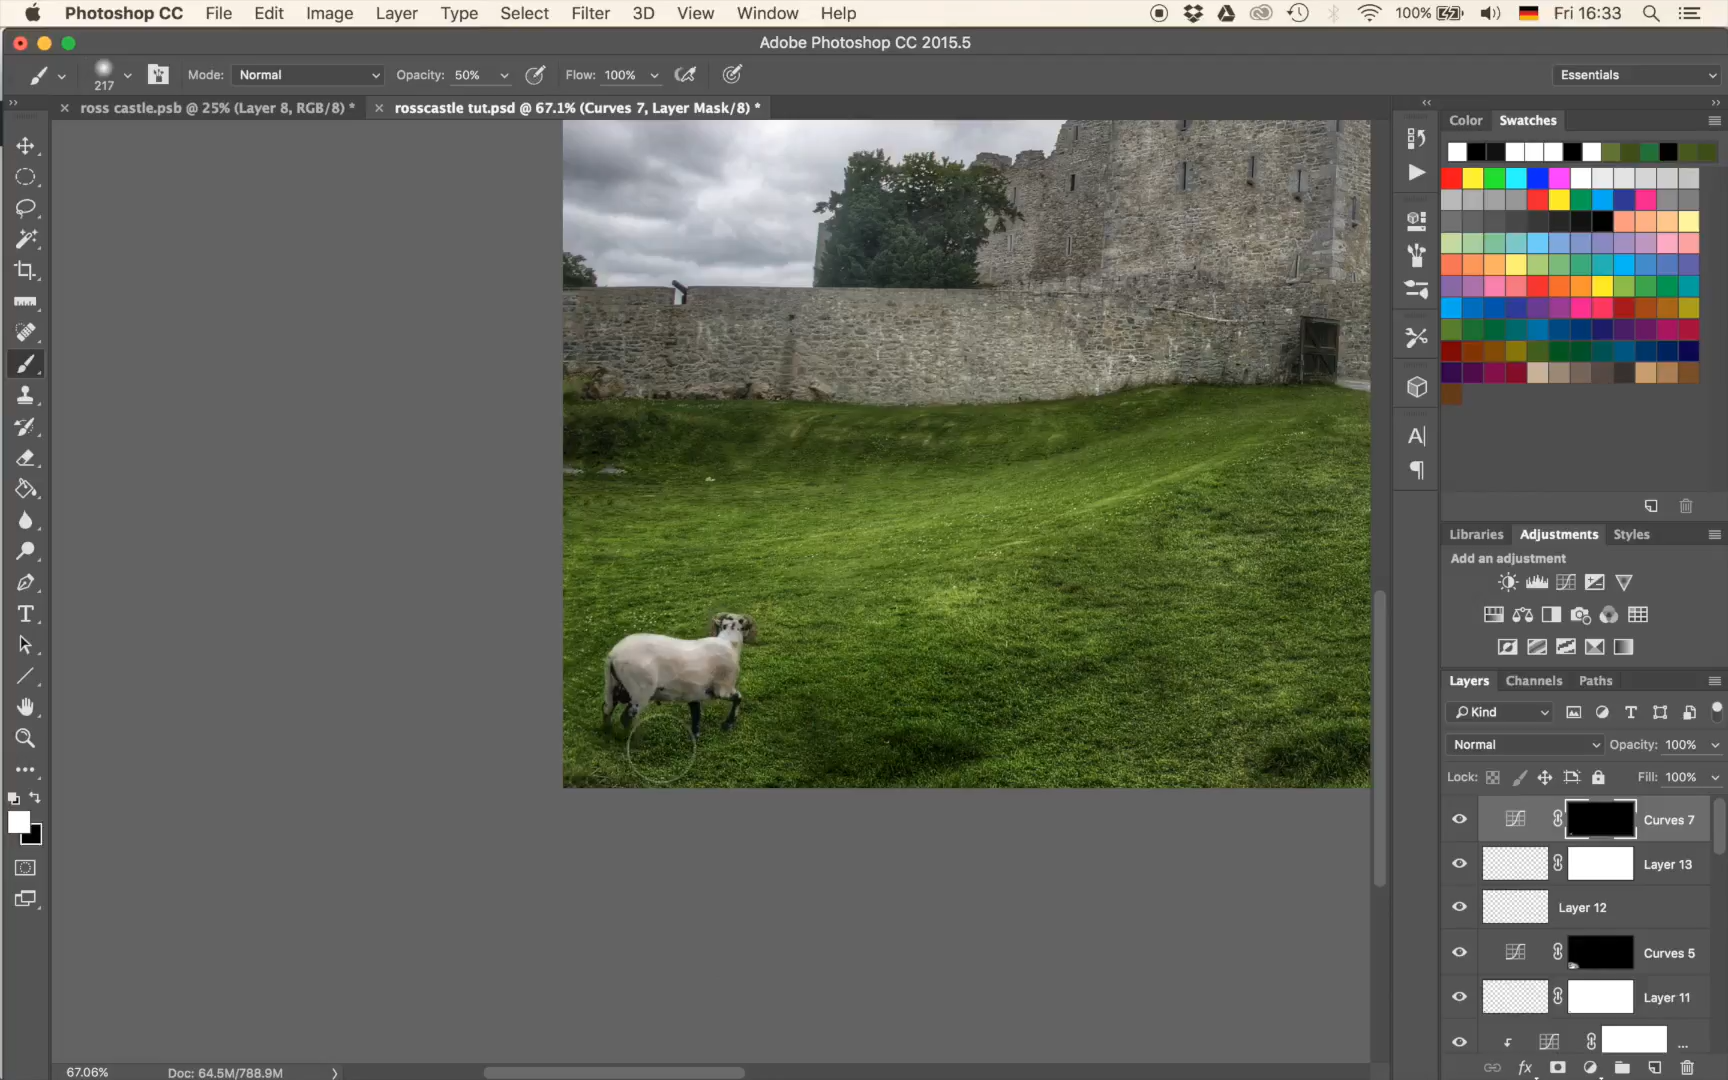 Photoshop CC File Edit Image Layer Type Select Filter 3D View Window Help 100% Fri 16:33
Adobe Photoshop CC 2015.5
217 Mode: Normal Opacity: 50% Flow: 100% Essentials
ross castle.psb @ 25% (Layer 8, RGB/8) * rosscastle tut.psd @ 67.1% (Curves 7, Layer Mask/8) *
Color Swatches
Libraries Adjustments Styles
Add an adjustment
Layers Channels Paths
Kind
Normal Opacity: 100%
Lock: Fill: 100%
Curves 7
Layer 13
Layer 12
Curves 5
Layer 11
...
67.06% Doc: 64.5M/788.9M